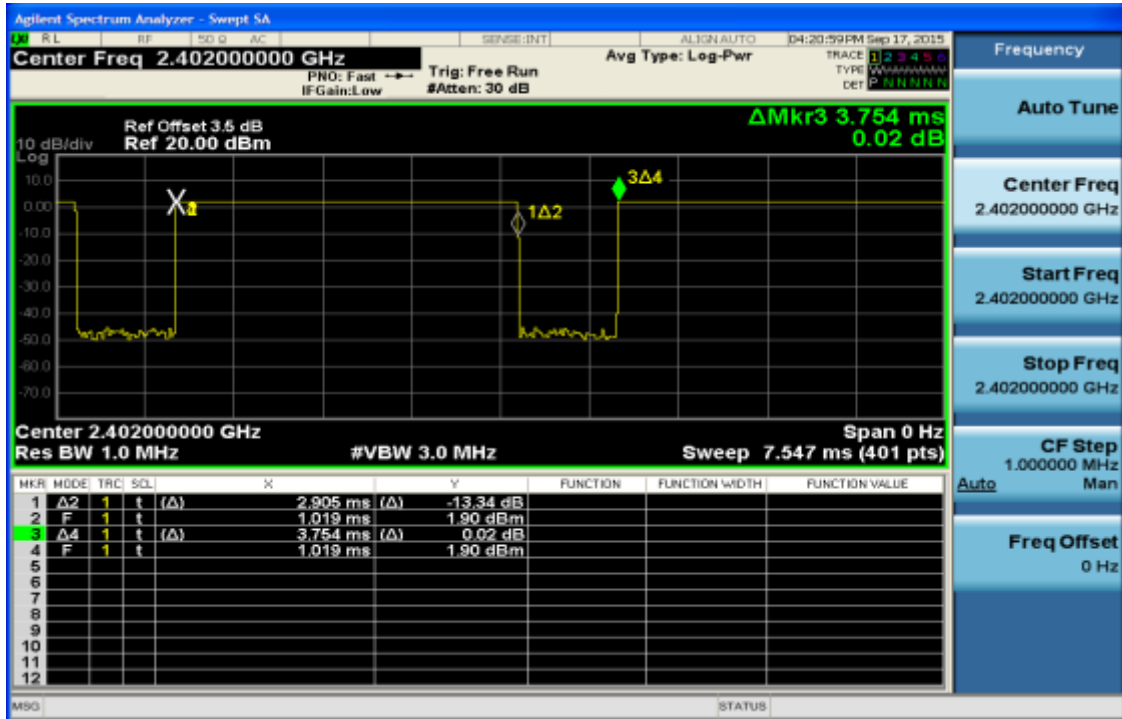 Agilent Spectrum Analyzer - Swept SA
RL RF 50 Ω AC SENSE:INT ALIGN AUTO 04:20:59 PM Sep 17, 2015
Center Freq 2.402000000 GHz
PNO: Fast
IFGain:Low
Trig: Free Run
#Atten: 30 dB
Avg Type: Log-Pwr
TRACE 1 2 3 4 5 6
TYPE WWWWWW
DET P N N N N N
Frequency
Auto Tune
Center Freq
2.402000000 GHz
Start Freq
2.402000000 GHz
Stop Freq
2.402000000 GHz
CF Step
1.000000 MHz
Auto Man
Freq Offset
0 Hz
ΔMkr3 3.754 ms
0.02 dB
Ref Offset 3.5 dB
10 dB/div Ref 20.00 dBm
Log
10.0
0.00
-10.0
-20.0
-30.0
-40.0
-50.0
-60.0
-70.0
X
3Δ4
1Δ2
Center 2.402000000 GHz Span 0 Hz
Res BW 1.0 MHz #VBW 3.0 MHz Sweep 7.547 ms (401 pts)
MKR MODE TRC SCL X Y FUNCTION FUNCTION WIDTH FUNCTION VALUE
1 Δ2 1 t (Δ) 2.905 ms (Δ) -13.34 dB
2 F 1 t 1.019 ms 1.90 dBm
3 Δ4 1 t (Δ) 3.754 ms (Δ) 0.02 dB
4 F 1 t 1.019 ms 1.90 dBm
5
6
7
8
9
10
11
12
MSG STATUS